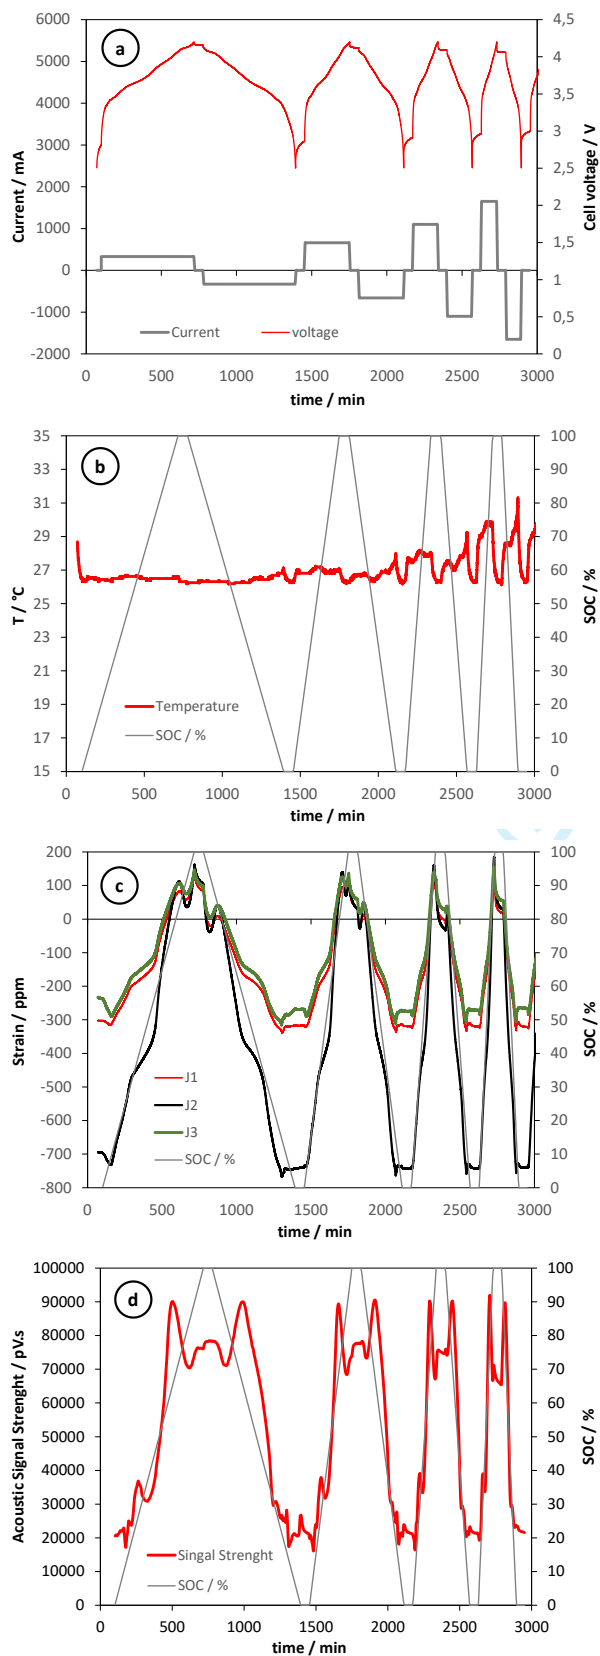 a
6000
5000
4000
3000
2000
1000
0
-1000
-2000
Current / mA
4,5
4
3,5
3
2,5
2
1,5
1
0,5
0
Cell voltage / V
Current
voltage
0 500 1000 1500 2000 2500 3000
time / min
b
35
33
31
29
27
25
23
21
19
17
15
T / °C
100
90
80
70
60
50
40
30
20
10
0
SOC / %
Temperature
SOC / %
0 500 1000 1500 2000 2500 3000
time / min
c
200
100
0
-100
-200
-300
-400
-500
-600
-700
-800
Strain / ppm
100
90
80
70
60
50
40
30
20
10
0
SOC / %
J1
J2
J3
SOC / %
0 500 1000 1500 2000 2500 3000
time / min
d
100000
90000
80000
70000
60000
50000
40000
30000
20000
10000
0
Acoustic Signal Strenght / pV.s
100
90
80
70
60
50
40
30
20
10
0
SOC / %
Singal Strenght
SOC / %
0 500 1000 1500 2000 2500 3000
time / min